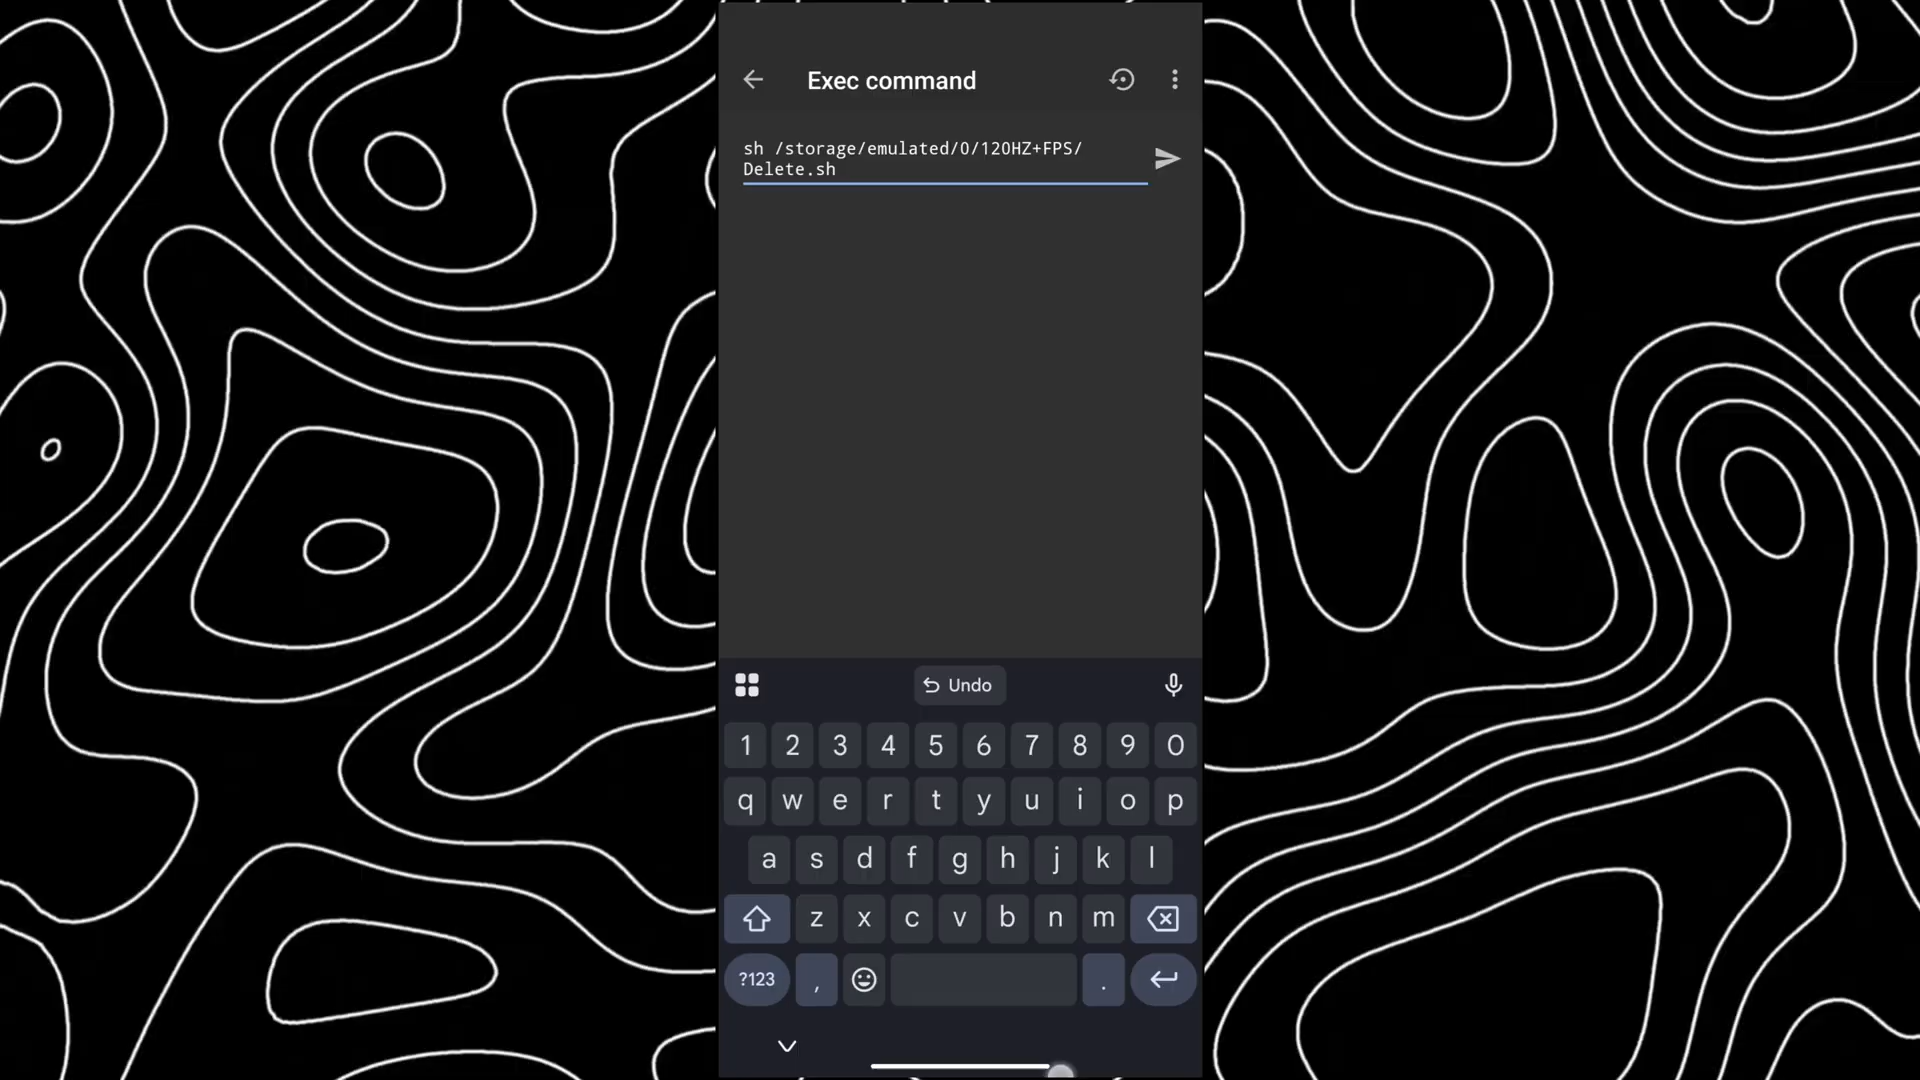 Exec command
sh /storage/emulated/0/120HZ+FPS/
Delete.sh
Undo
1 2 3 4 5 6 7 8 9 0
q w e r t y u i o p
a s d f g h j k l
z x c v b n m
?123 , .